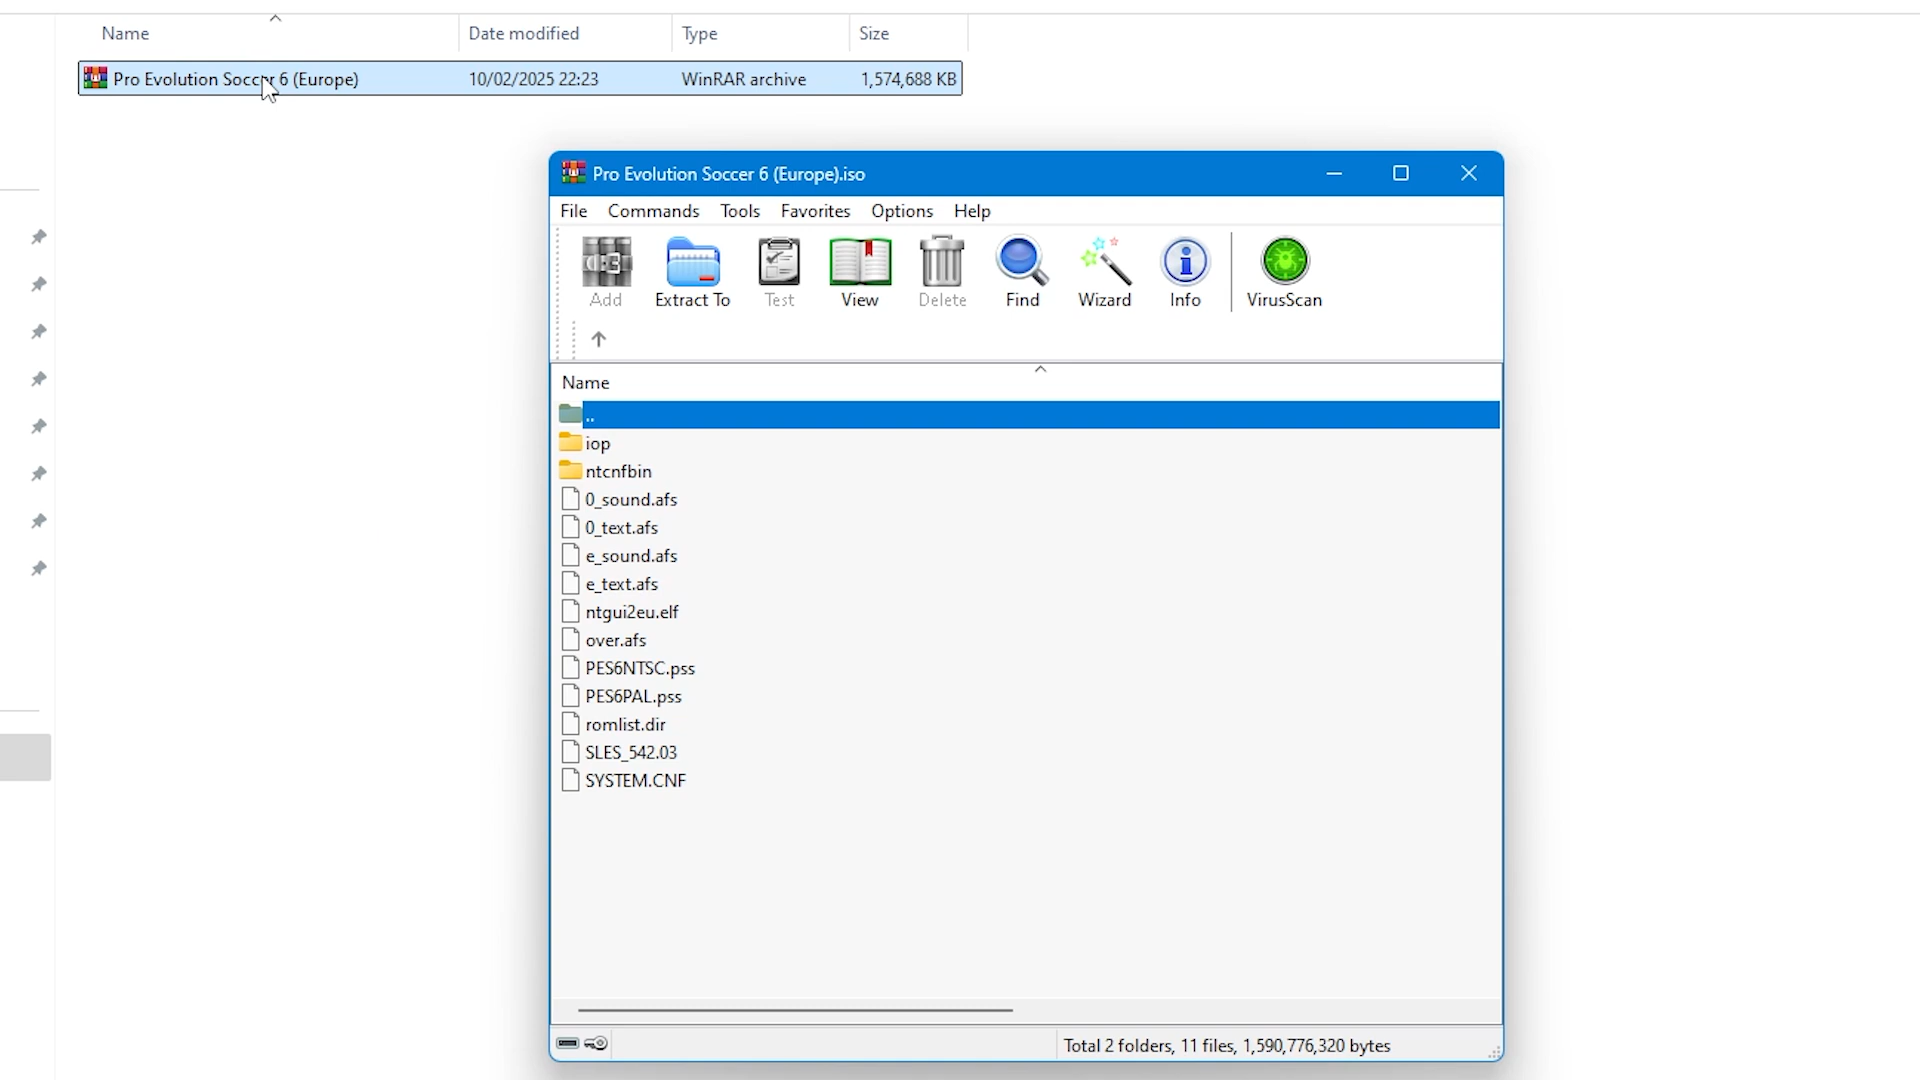 Name Date modified Type Size
Pro Evolution Soccer 6 (Europe) 10/02/2025 22:23 WinRAR archive 1,574,688 KB
Pro Evolution Soccer 6 (Europe).iso
File Commands Tools Favorites Options Help
Add Extract To Test View Delete Find Wizard Info VirusScan
Name
..
iop
ntcnfbin
0_sound.afs
0_text.afs
e_sound.afs
e_text.afs
ntgui2eu.elf
over.afs
PES6NTSC.pss
PES6PAL.pss
romlist.dir
SLES_542.03
SYSTEM.CNF
Total 2 folders, 11 files, 1,590,776,320 bytes